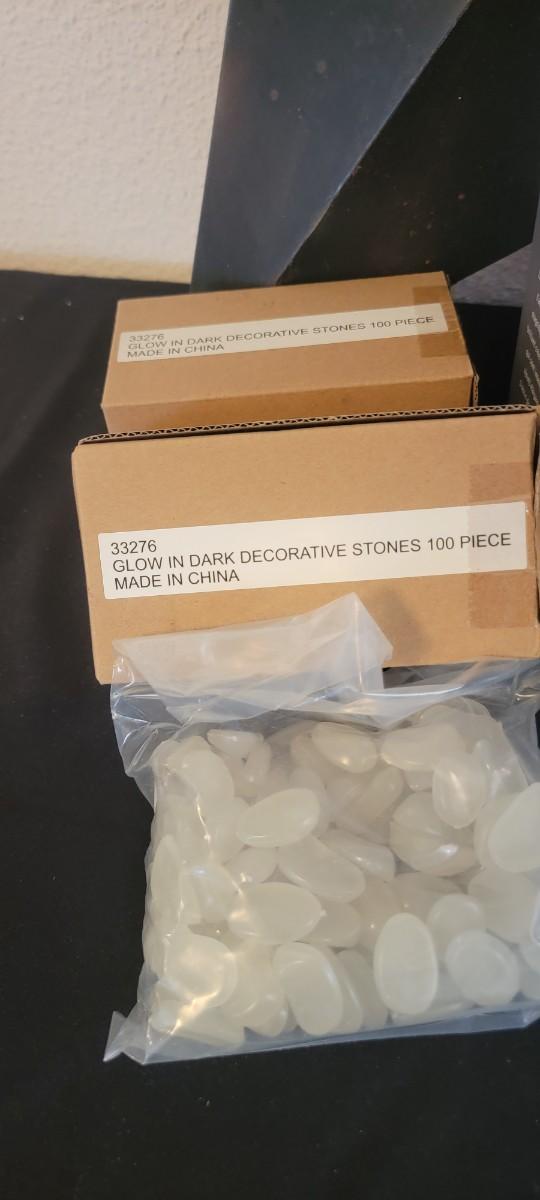 33276
GLOW IN DARK DECORATIVE STONES 100 PIECE
MADE IN CHINA
33276
GLOW IN DARK DECORATIVE STONES 100 PIECE
MADE IN CHINA